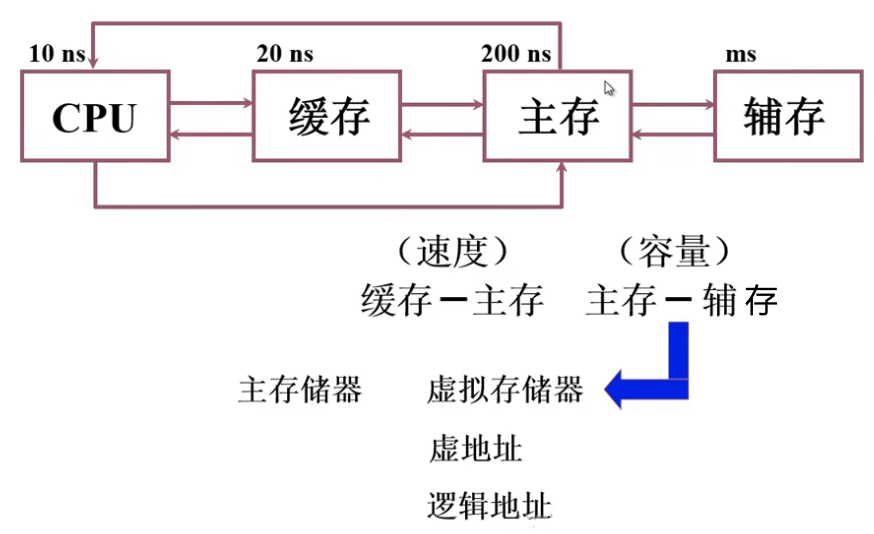 10 ns 20 ns 200 ns ms
CPU 缓存 主存 辅存
（速度） （容量）
缓存－主存 主存－辅存
主存储器 虚拟存储器
虚地址
逻辑地址